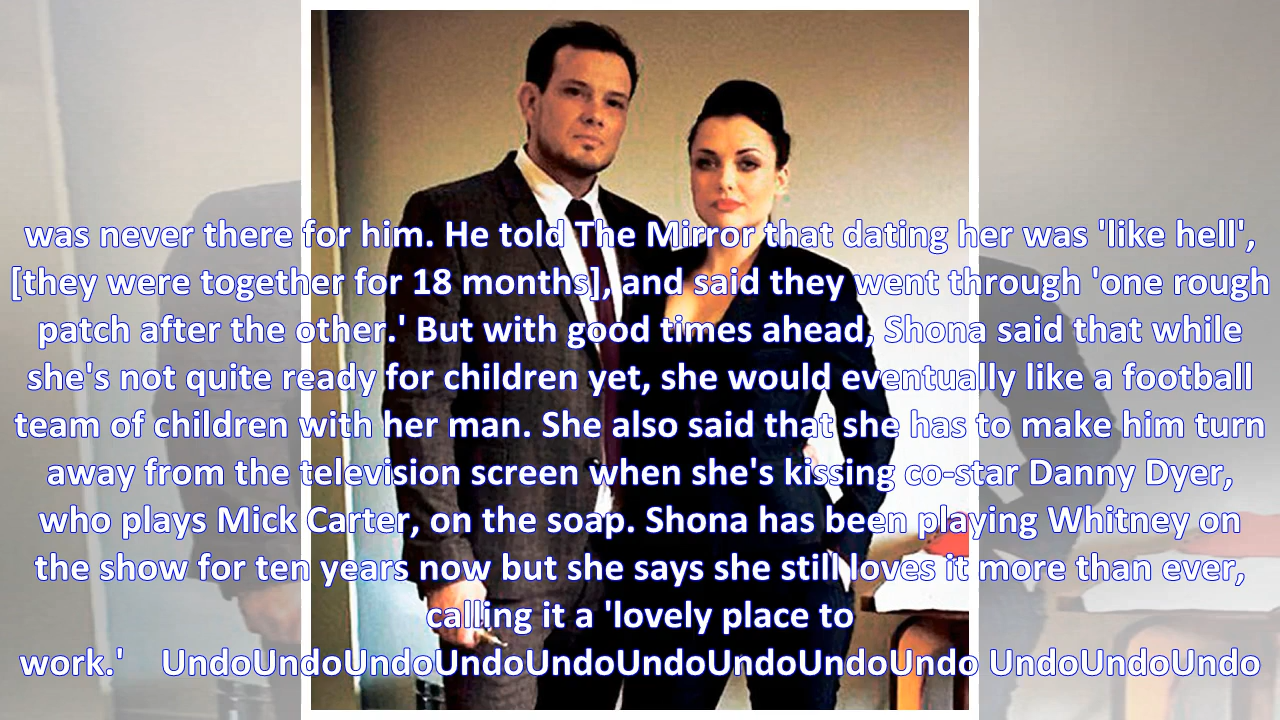 was never there for him. He told The Mirror that dating her was 'like hell',
[they were together for 18 months], and said they went through 'one rough
patch after the other.' But with good times ahead, Shona said that while
she's not quite ready for children yet, she would eventually like a football
team of children with her man. She also said that she has to make him turn
away from the television screen when she's kissing co-star Danny Dyer,
who plays Mick Carter, on the soap. Shona has been playing Whitney on
the show for ten years now but she says she still loves it more than ever,
calling it a 'lovely place to
work.' UndoUndoUndoUndoUndoUndoUndoUndoUndo UndoUndoUndo